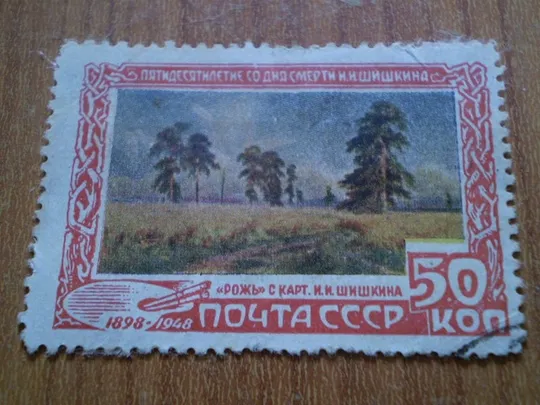 ПЯТИДЕСЯТИЛЕТИЕ СО ДНЯ СМЕРТИ И.И.ШИШКИНА
«РОЖЬ» С КАРТ. И.И. ШИШКИНА
50
КОП
1898-1948
ПОЧТА СССР